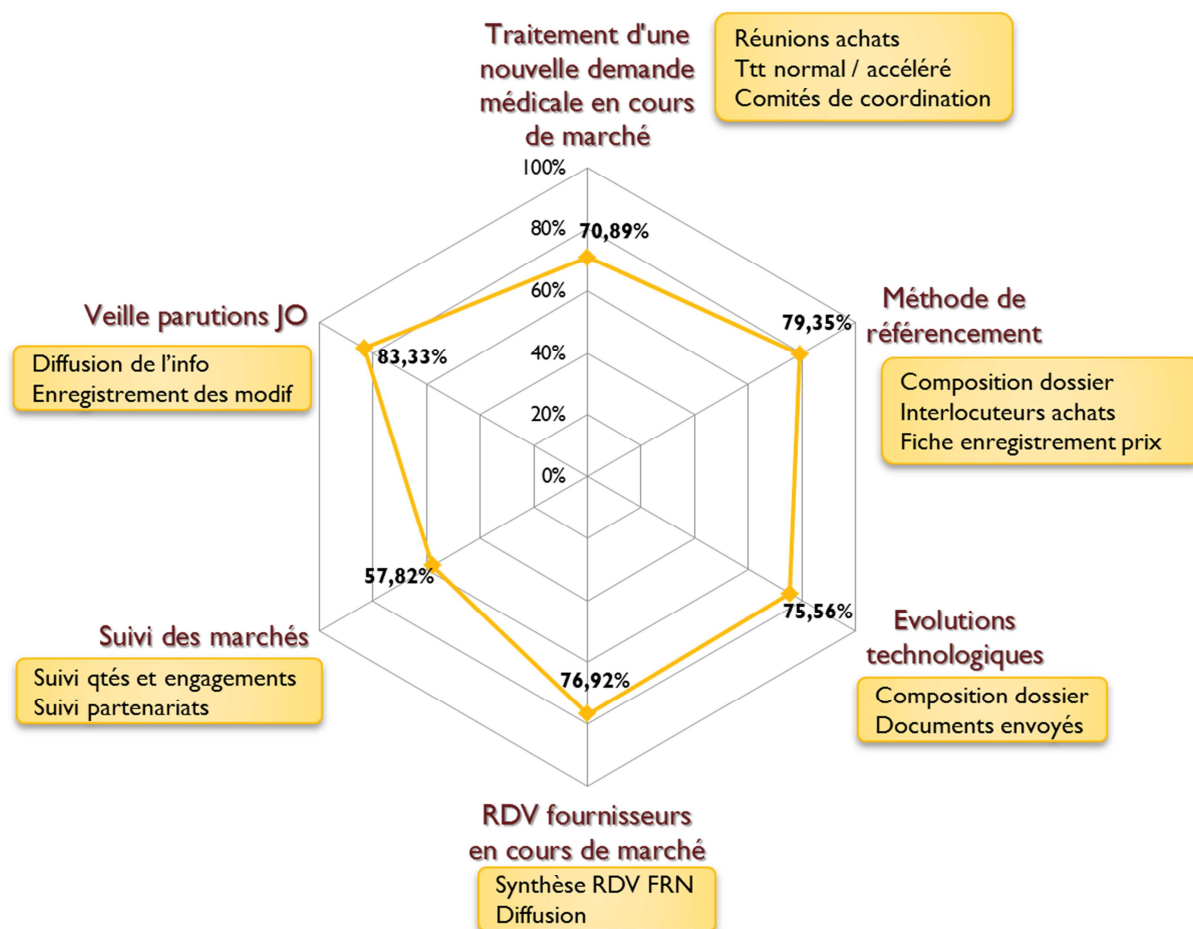 Traitement d'une
nouvelle demande
médicale en cours
de marché
Réunions achats
Ttt normal / accéléré
Comités de coordination
100%
80%
60%
40%
20%
0%
70,89%
79,35%
75,56%
76,92%
57,82%
83,33%
Méthode de
référencement
Composition dossier
Interlocuteurs achats
Fiche enregistrement prix
Evolutions
technologiques
Composition dossier
Documents envoyés
RDV fournisseurs
en cours de marché
Synthèse RDV FRN
Diffusion
Suivi des marchés
Suivi qtés et engagements
Suivi partenariats
Veille parutions JO
Diffusion de l'info
Enregistrement des modif